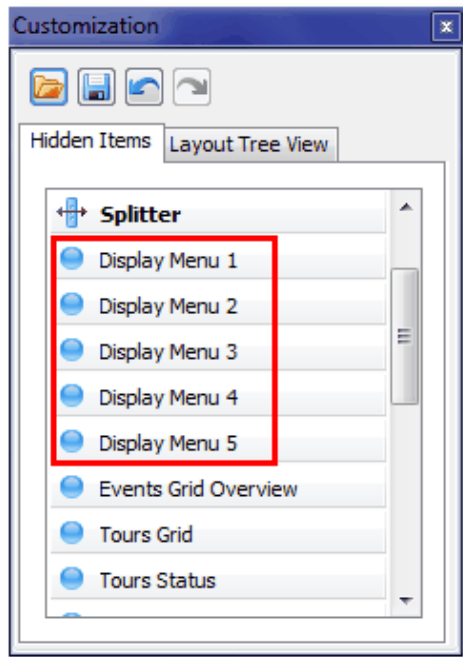 Customization
Hidden Items Layout Tree View
Splitter
Display Menu 1
Display Menu 2
Display Menu 3
Display Menu 4
Display Menu 5
Events Grid Overview
Tours Grid
Tours Status